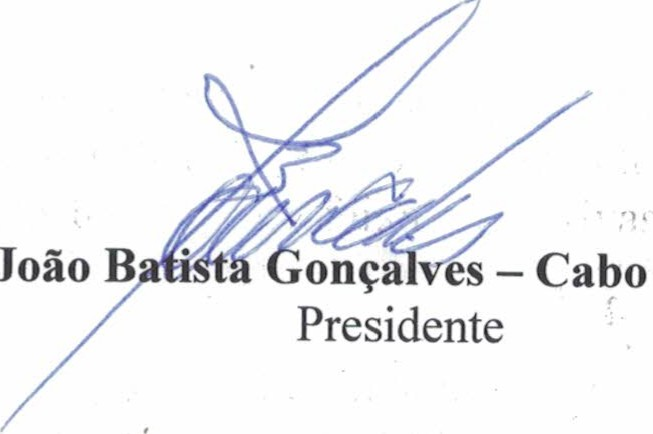 João Batista Gonçalves – Cabo
Presidente